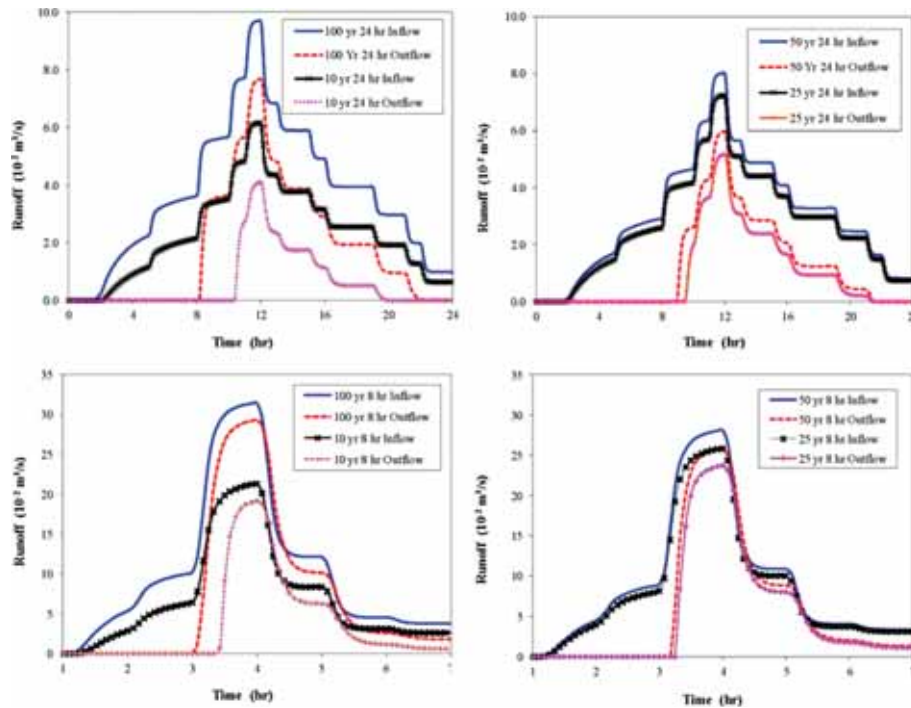 10.0
8.0
6.0
4.0
2.0
0.0
Runoff (10⁻² m³/s)
100 yr 24 hr Inflow
100 Yr 24 hr Outflow
10 yr 24 hr Inflow
10 yr 24 hr Outflow
0 4 8 12 16 20 24
Time (hr)
10.0
8.0
6.0
4.0
2.0
0.0
Runoff (10⁻² m³/s)
50 yr 24 hr Inflow
50 Yr 24 hr Outflow
25 yr 24 hr Inflow
25 yr 24 hr Outflow
0 4 8 12 16 20
Time (hr)
35
30
25
20
15
10
5
0
Runoff (10⁻² m³/s)
100 yr 8 hr Inflow
100 yr 8 hr Outflow
10 yr 8 hr Inflow
10 yr 8 hr Outflow
1 2 3 4 5 6
Time (hr)
35
30
25
20
15
10
5
0
Runoff (10⁻² m³/s)
50 yr 8 hr Inflow
50 yr 8 hr Outflow
25 yr 8 hr Inflow
25 yr 8 hr Outflow
1 2 3 4 5 6
Time (hr)